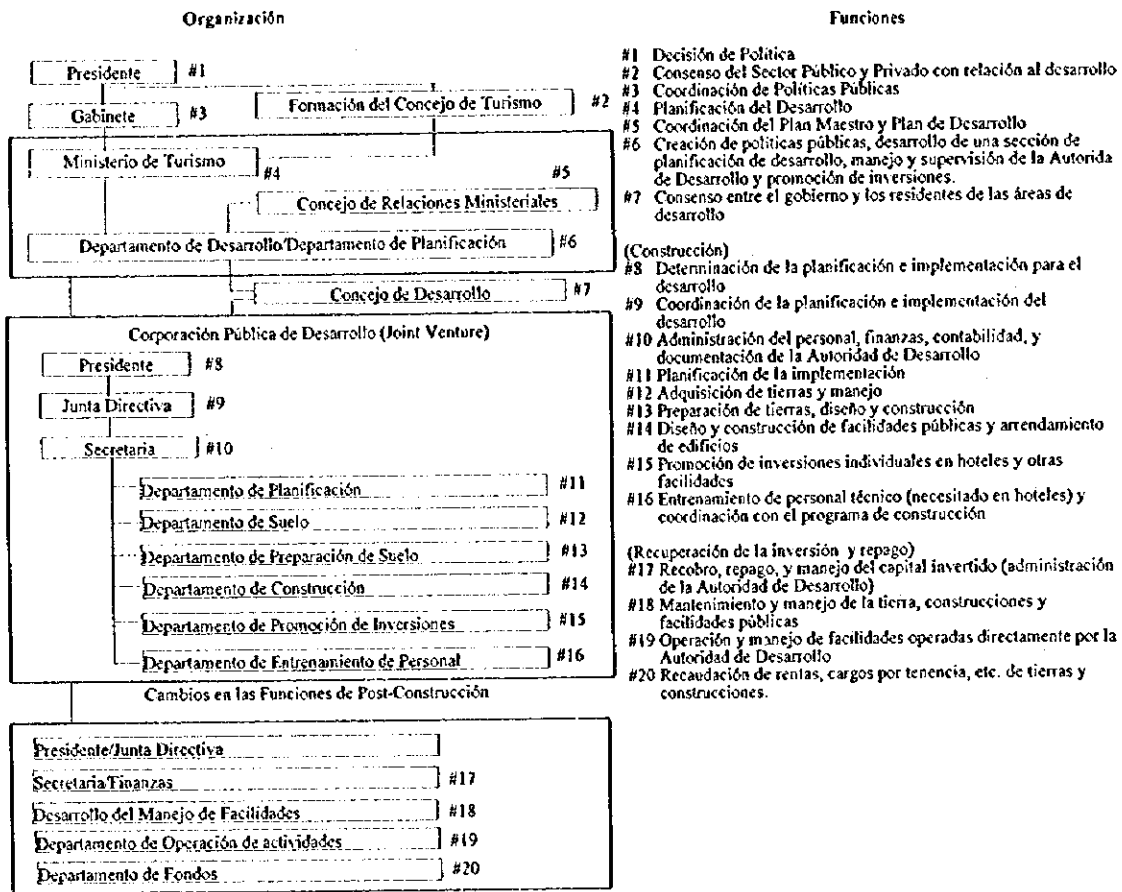 Organización
Presidente #1
Formación del Concejo de Turismo #2
Gabinete #3
Ministerio de Turismo
#4
#5
Concejo de Relaciones Ministeriales
Departamento de Desarrollo/Departamento de Planificación #6
Concejo de Desarrollo #7
Corporación Pública de Desarrollo (Joint Venture)
Presidente #8
Junta Directiva #9
Secretaria #10
Departamento de Planificación #11
Departamento de Suelo #12
Departamento de Preparación de Suelo #13
Departamento de Construcción #14
Departamento de Promoción de Inversiones #15
Departamento de Entrenamiento de Personal #16
Cambios en las Funciones de Post-Construcción
Presidente/Junta Directiva
Secretaria/Finanzas #17
Desarrollo del Manejo de Facilidades #18
Departamento de Operación de actividades #19
Departamento de Fondos #20
Funciones
#1 Decisión de Política
#2 Consenso del Sector Público y Privado con relación al desarrollo
#3 Coordinación de Políticas Públicas
#4 Planificación del Desarrollo
#5 Coordinación del Plan Maestro y Plan de Desarrollo
#6 Creación de políticas públicas, desarrollo de una sección de
planificación de desarrollo, manejo y supervisión de la Autorida
de Desarrollo y promoción de inversiones.
#7 Consenso entre el gobierno y los residentes de las áreas de
desarrollo
(Construcción)
#8 Determinación de la planificación e implementación para el
desarrollo
#9 Coordinación de la planificación e implementación del
desarrollo
#10 Administración del personal, finanzas, contabilidad, y
documentación de la Autoridad de Desarrollo
#11 Planificación de la implementación
#12 Adquisición de tierras y manejo
#13 Preparación de tierras, diseño y construcción
#14 Diseño y construcción de facilidades públicas y arrendamiento
de edificios
#15 Promoción de inversiones individuales en hoteles y otras
facilidades
#16 Entrenamiento de personal técnico (necesitado en hoteles) y
coordinación con el programa de construcción
(Recuperación de la inversión y repago)
#17 Recobro, repago, y manejo del capital invertido (administración
de la Autoridad de Desarrollo)
#18 Mantenimiento y manejo de la tierra, construcciones y
facilidades públicas
#19 Operación y manejo de facilidades operadas directamente por la
Autoridad de Desarrollo
#20 Recaudación de rentas, cargos por tenencia, etc. de tierras y
construcciones.